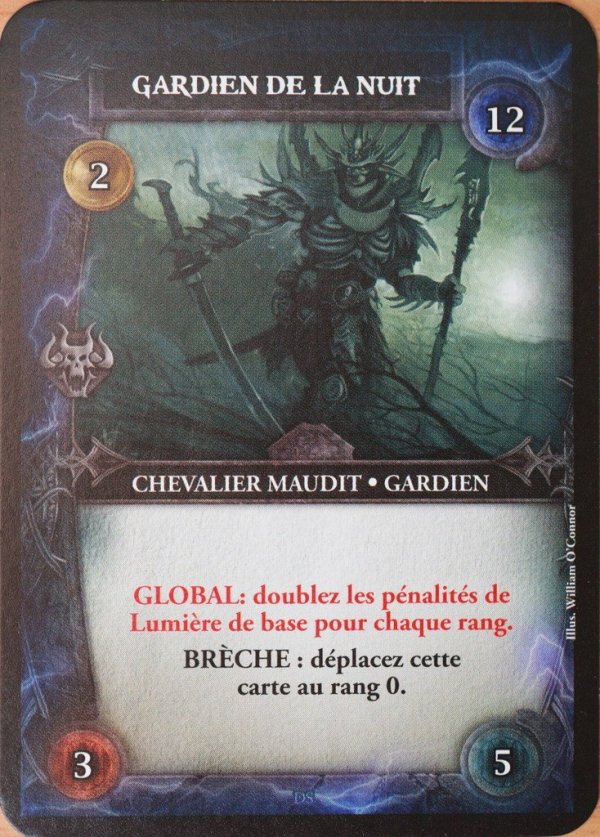 GARDIEN DE LA NUIT
12
2
CHEVALIER MAUDIT • GARDIEN
GLOBAL: doublez les pénalités de
Lumière de base pour chaque rang.
BRÈCHE : déplacez cette
carte au rang 0.
Illus. William O'Connor
3
5
DS